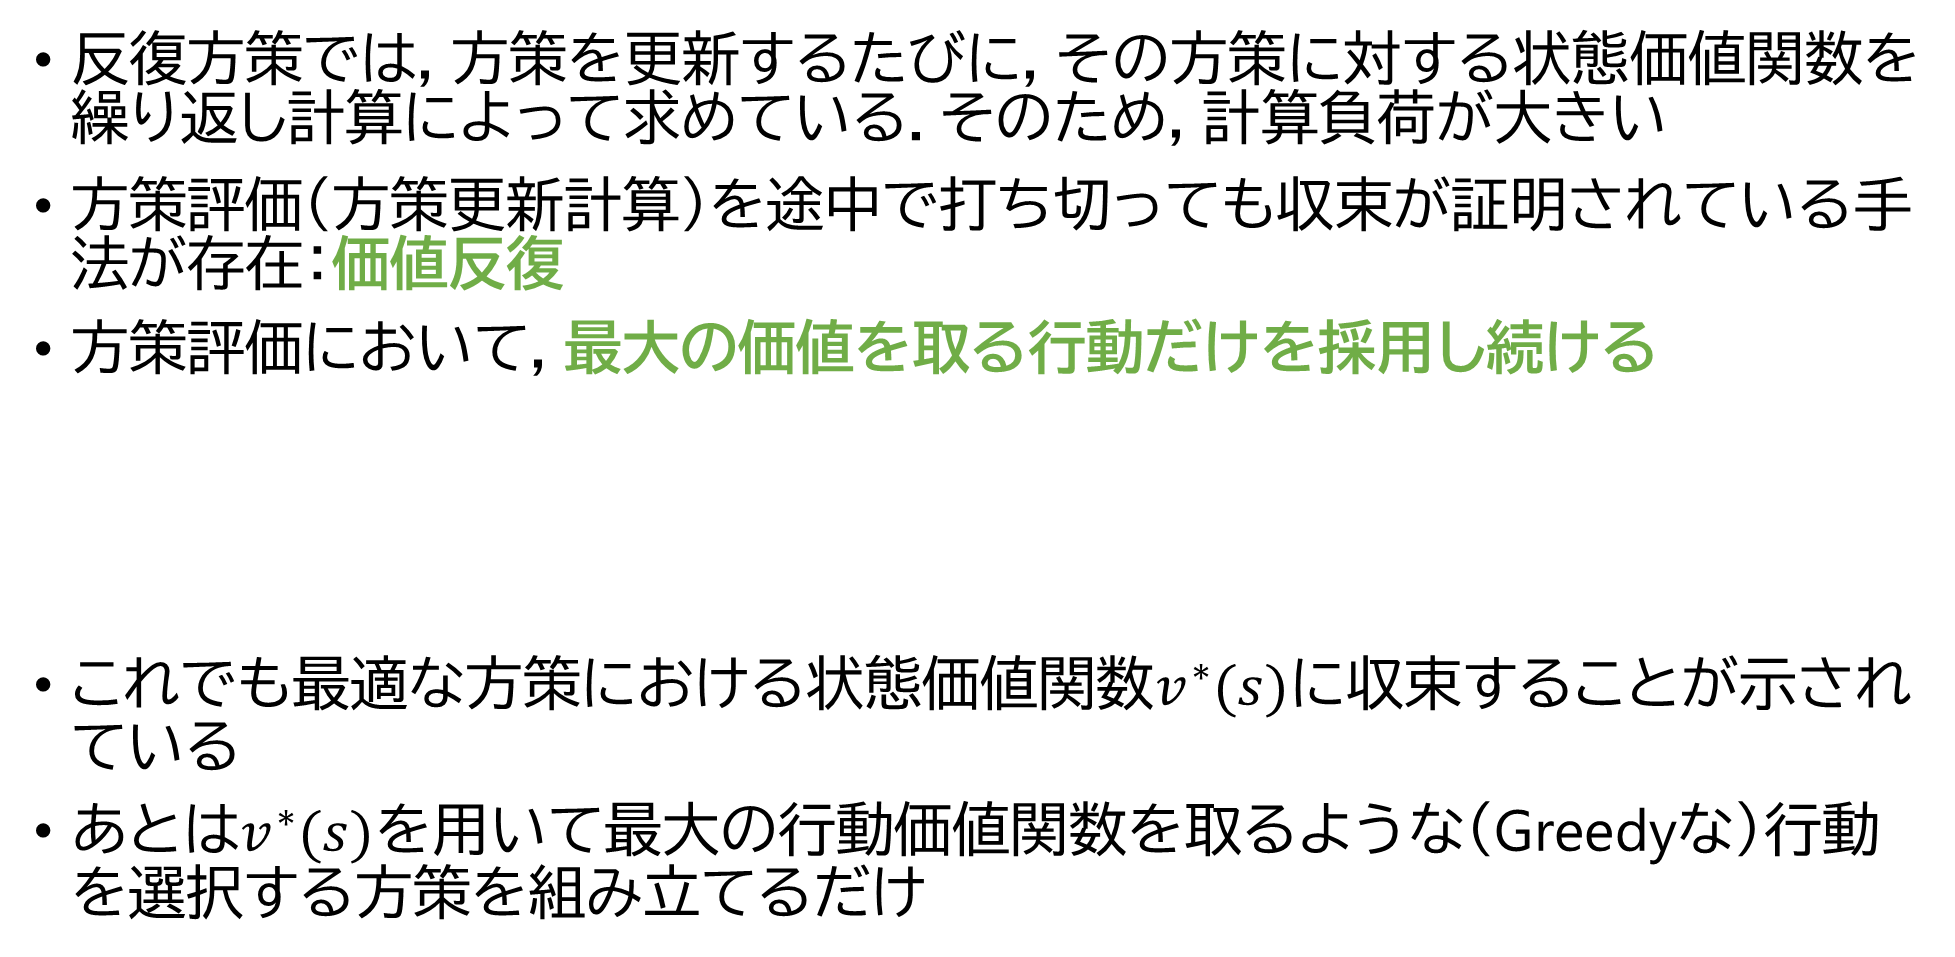 • 反復方策では, 方策を更新するたびに, その方策に対する状態価値関数を
繰り返し計算によって求めている. そのため, 計算負荷が大きい
• 方策評価(方策更新計算)を途中で打ち切っても収束が証明されている手
法が存在:価値反復
• 方策評価において, 最大の価値を取る行動だけを採用し続ける
• これでも最適な方策における状態価値関数v*(s)に収束することが示され
ている
• あとはv*(s)を用いて最大の行動価値関数を取るような(Greedyな)行動
を選択する方策を組み立てるだけ